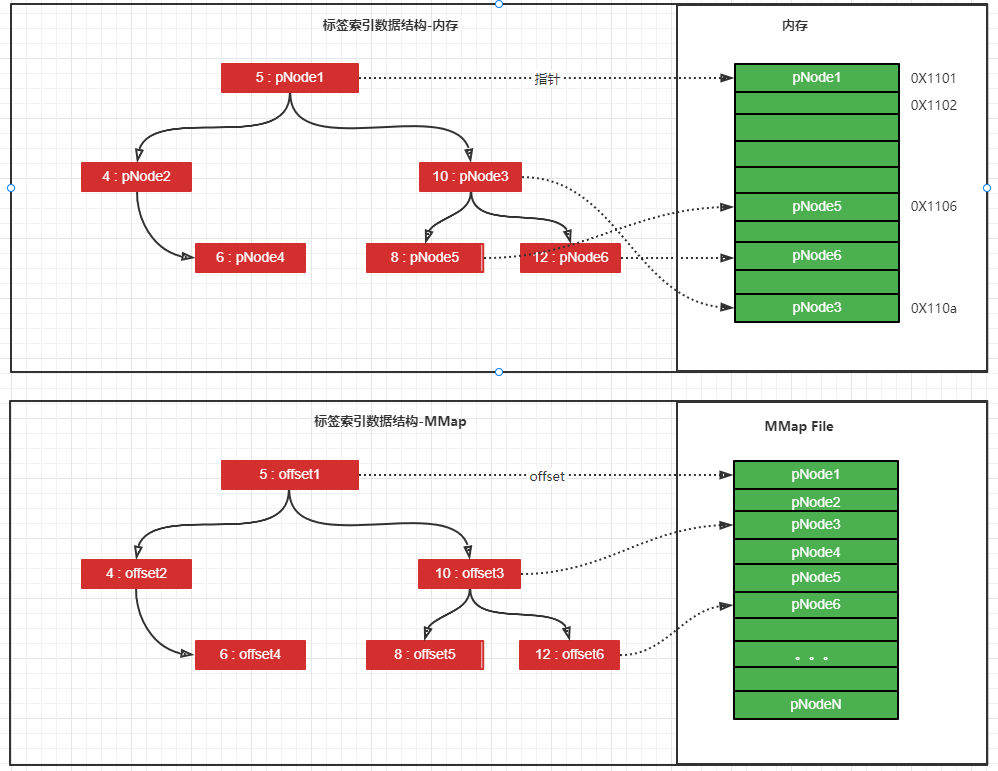 标签索引数据结构-内存
内存
5 : pNode1
指针
pNode1
0X1101
0X1102
4 : pNode2
10 : pNode3
pNode5
0X1106
6 : pNode4
8 : pNode5
12 : pNode6
pNode6
pNode3
0X110a
标签索引数据结构-MMap
MMap File
5 : offset1
offset
pNode1
pNode2
pNode3
pNode4
4 : offset2
10 : offset3
pNode5
pNode6
6 : offset4
8 : offset5
12 : offset6
。。。
pNodeN